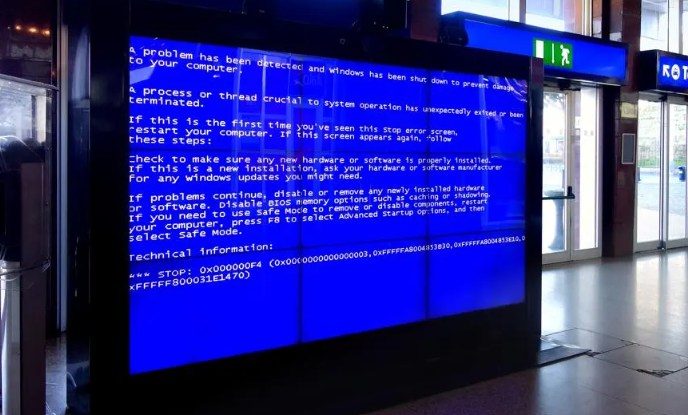 A problem has been detected and Windows has been shut down to prevent damage
to your computer.
A process or thread crucial to system operation has unexpectedly exited or been
terminated.
If this is the first time you've seen this Stop error screen,
restart your computer. If this screen appears again, follow
these steps:
Check to make sure any new hardware or software is properly installed.
If this is a new installation, ask your hardware or software manufacturer
for any Windows updates you might need.
If problems continue, disable or remove any newly installed hardware
or software. Disable BIOS memory options such as caching or shadowing.
If you need to use Safe Mode to remove or disable components, restart
your computer, press F8 to select Advanced Startup Options, and then
select Safe Mode.
Technical information:
*** STOP: 0x000000F4 (0x0000000000000003,0xFFFFFA8004853B30,0xFFFFFA8004853E10,0
xFFFFF800031E1470)